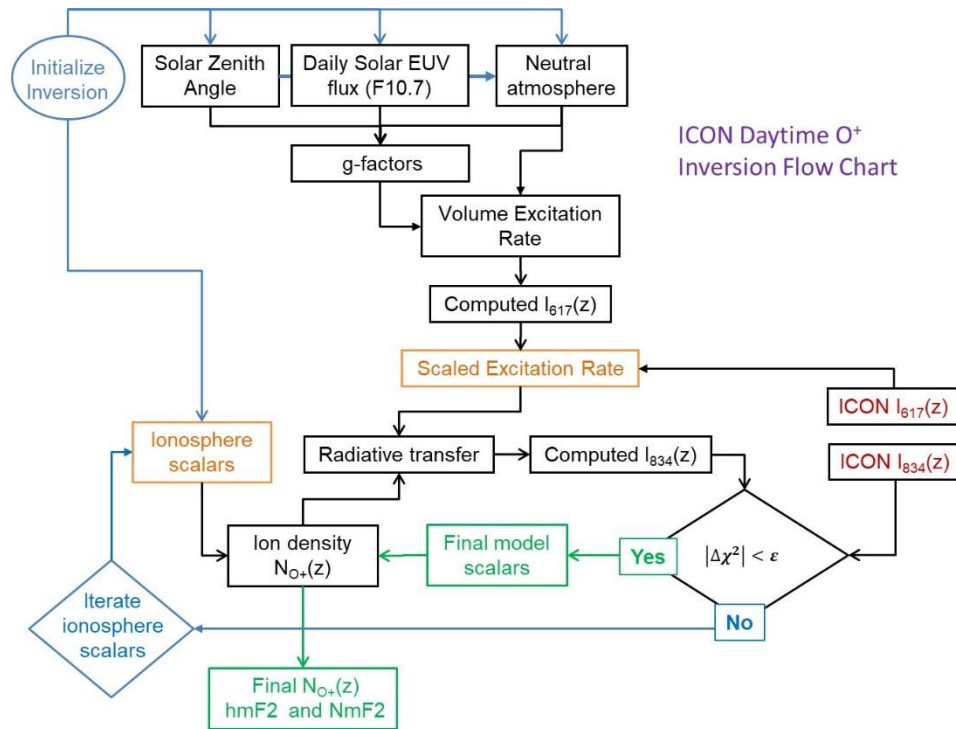 Initialize
Inversion
Solar Zenith
Angle
Daily Solar EUV
flux (F10.7)
Neutral
atmosphere
ICON Daytime O⁺
Inversion Flow Chart
g-factors
Volume Excitation
Rate
Computed I₆₁₇(z)
Scaled Excitation Rate
ICON I₆₁₇(z)
Ionosphere
scalars
Radiative transfer
Computed I₈₃₄(z)
ICON I₈₃₄(z)
Ion density
N_O+(z)
Final model
scalars
Yes
|Δχ²| < ε
No
Iterate
ionosphere
scalars
Final N_O+(z)
hmF2 and NmF2